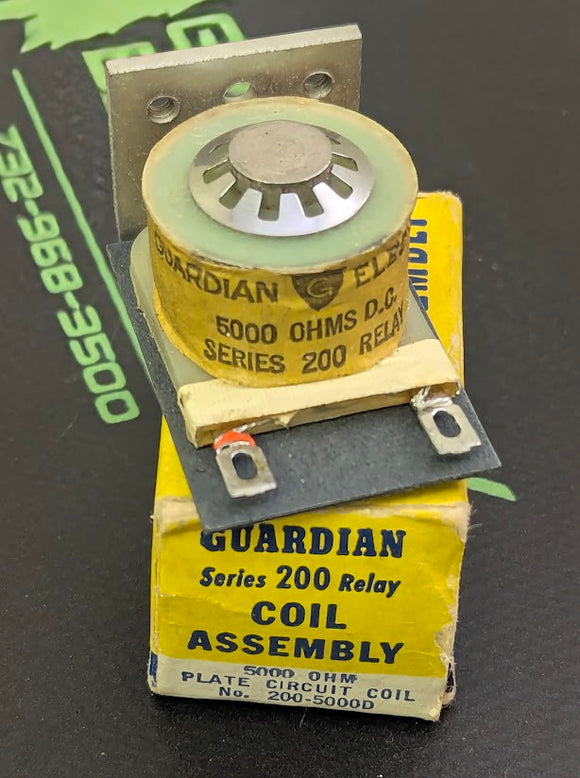 732-968-3500
GUARDIAN G ELEC
5000 OHMS D.C.
SERIES 200 RELAY
GUARDIAN
Series 200 Relay
COIL
ASSEMBLY
5000 OHM
PLATE CIRCUIT COIL
No. 200-5000D